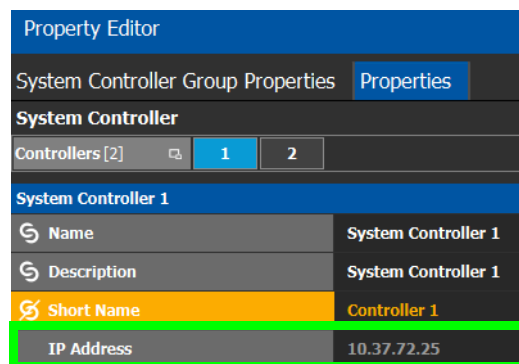 Property Editor
System Controller Group Properties Properties
System Controller
Controllers [2] 1 2
System Controller 1
Name System Controller 1
Description System Controller 1
Short Name Controller 1
IP Address 10.37.72.25